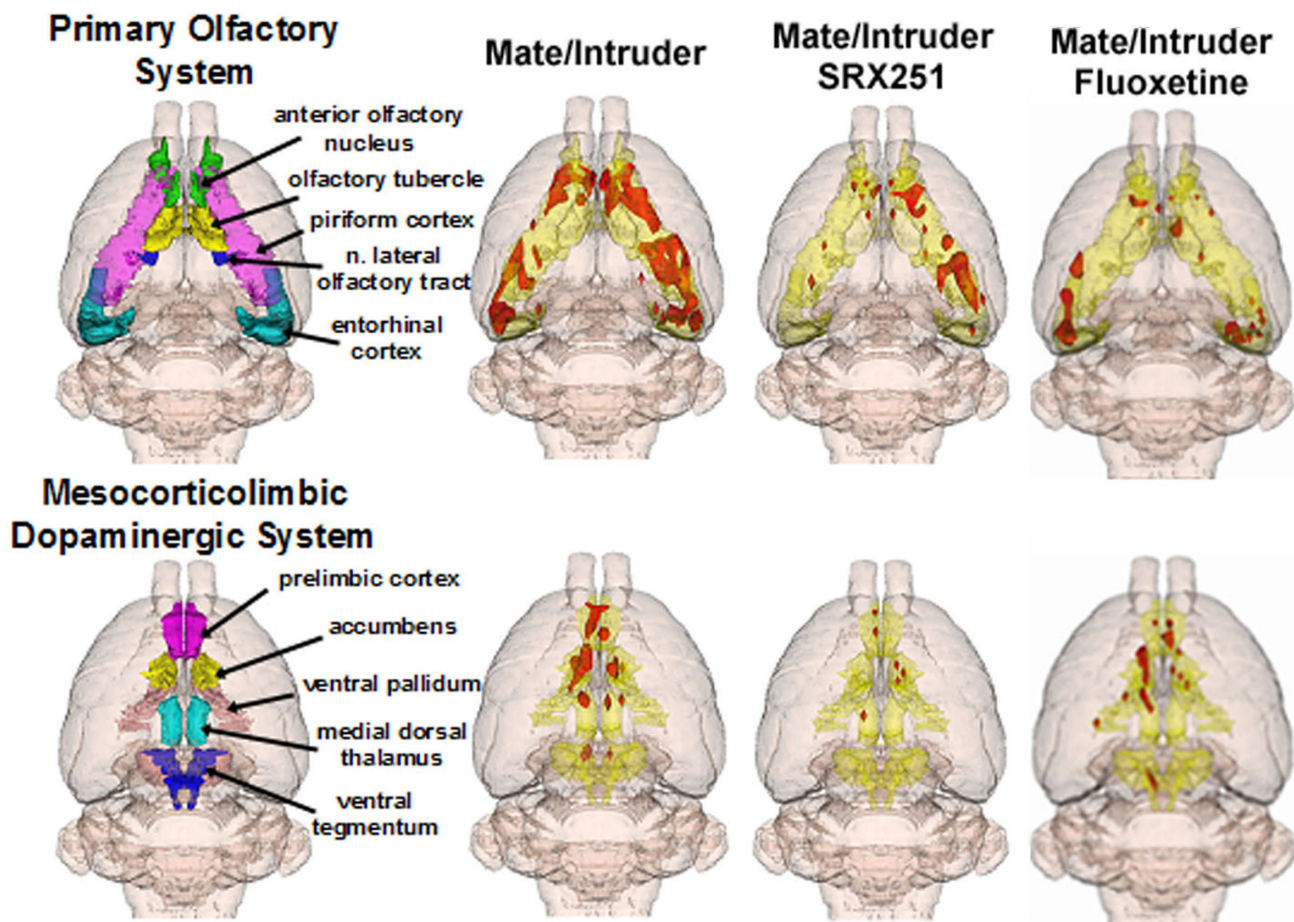 Primary Olfactory
System
Mate/Intruder
Mate/Intruder
SRX251
Mate/Intruder
Fluoxetine
anterior olfactory
nucleus
olfactory tubercle
piriform cortex
n. lateral
olfactory tract
entorhinal
cortex
Mesocorticolimbic
Dopaminergic System
prelimbic cortex
accumbens
ventral pallidum
medial dorsal
thalamus
ventral
tegmentum